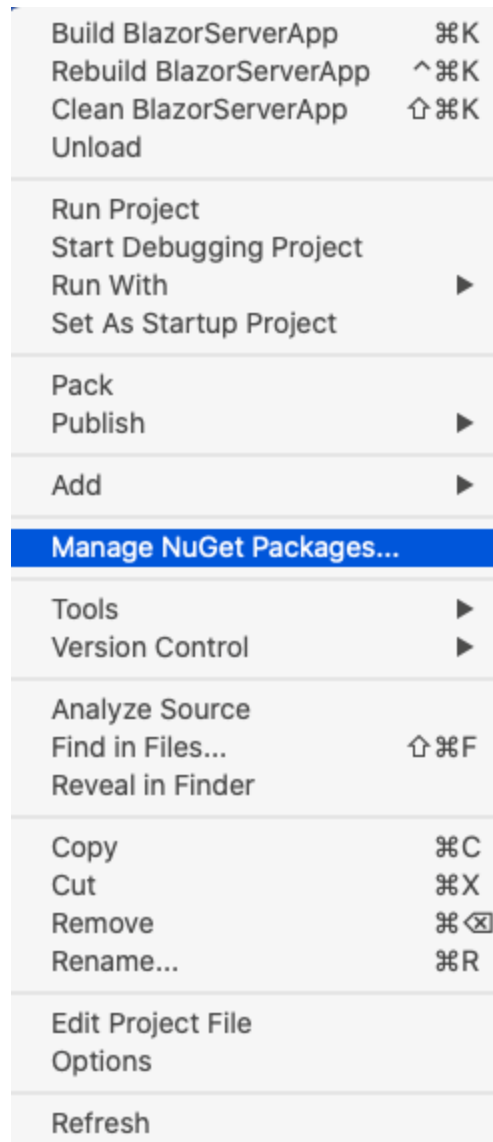 Build BlazorServerApp ⌘K
Rebuild BlazorServerApp ^⌘K
Clean BlazorServerApp ⇧⌘K
Unload
Run Project
Start Debugging Project
Run With ▶
Set As Startup Project
Pack
Publish ▶
Add ▶
Manage NuGet Packages...
Tools ▶
Version Control ▶
Analyze Source
Find in Files... ⇧⌘F
Reveal in Finder
Copy ⌘C
Cut ⌘X
Remove ⌘⌫
Rename... ⌘R
Edit Project File
Options
Refresh